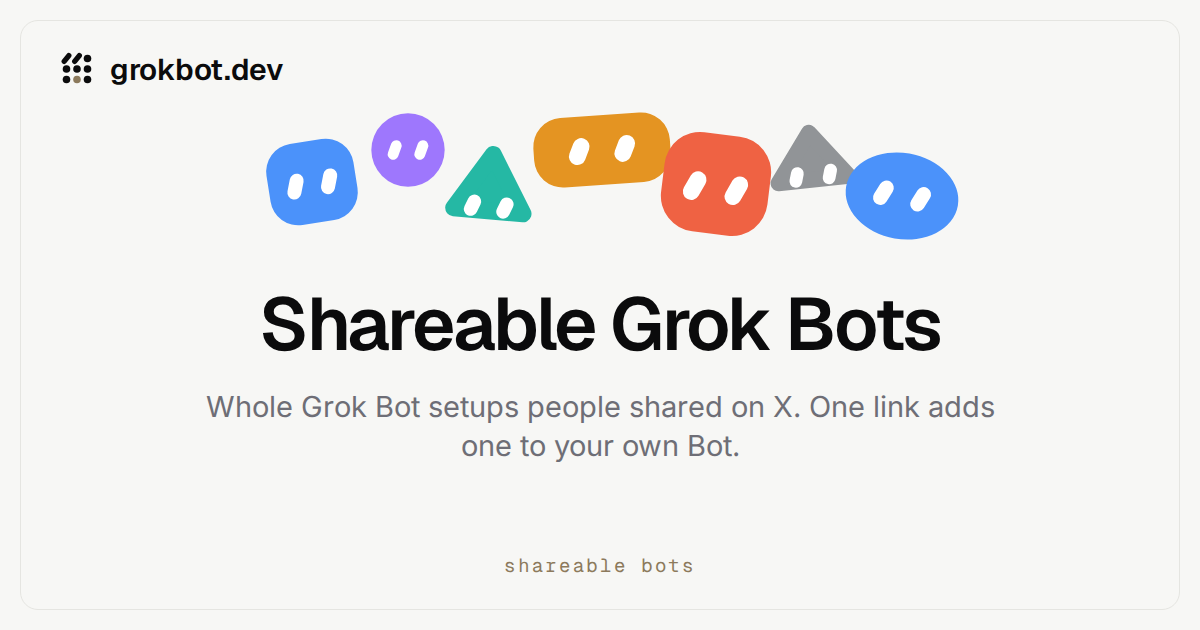 grokbot.dev
Shareable Grok Bots
Whole Grok Bot setups people shared on X. One link adds
one to your own Bot.
shareable bots